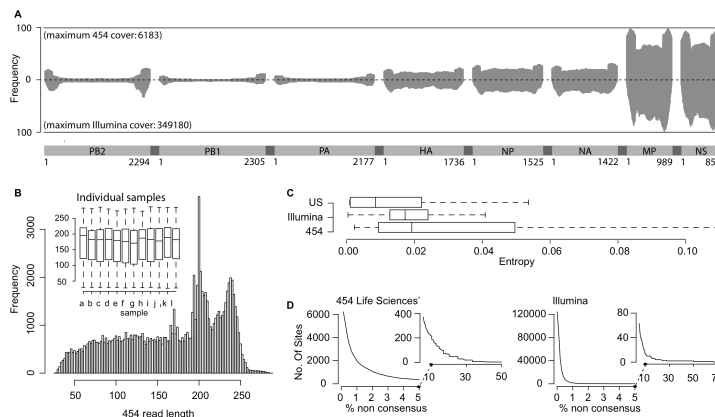 A
100
(maximum 454 cover: 6183)
Frequency
0
(maximum Illumina cover: 349180)
100
PB2 PB1 PA HA NP NA MP NS
1 2294 1 2305 1 2177 1 1736 1 1525 1 1422 1 989 1 85
B
Individual samples
250
200
150
100
50
a b c d e f g h i j k l
sample
Frequency
3000
2000
1000
0
50 100 150 200 250
454 read length
C
US
Illumina
454
0.00 0.02 0.04 0.06 0.08 0.10
Entropy
D
454 Life Sciences
No. Of Sites
6000
4000
2000
0
0 1 2 3 4 5
% non consensus
400
200
0
10 50
Illumina
120000
80000
40000
0
0 1 2 3 4 5
% non consensus
80
40
0
10 50 7